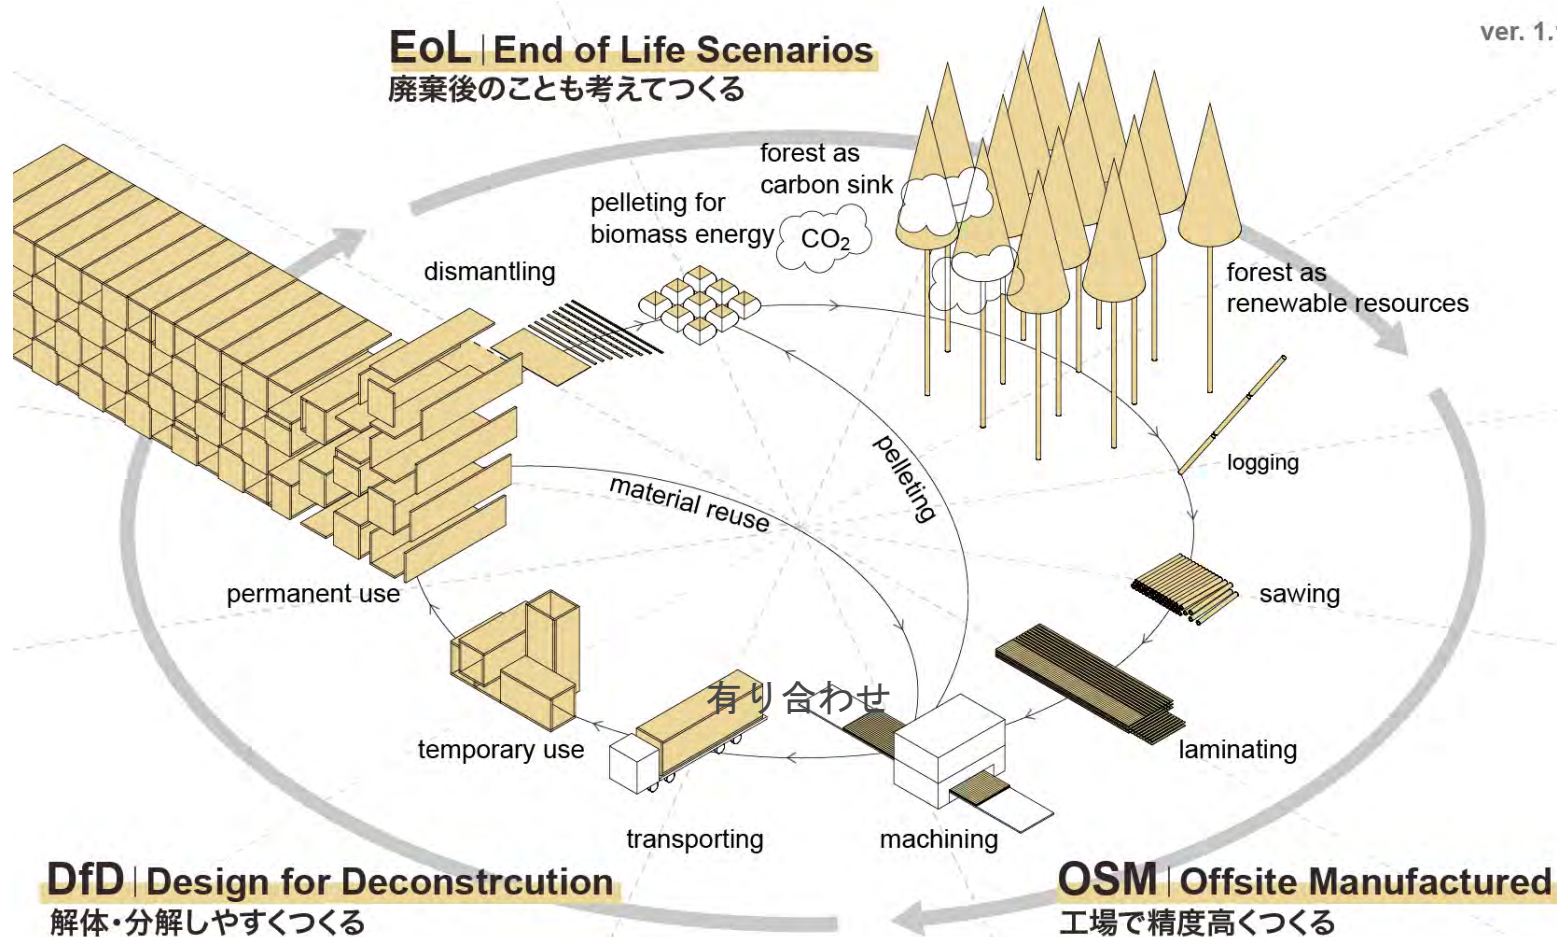 EoL | End of Life Scenarios
廃棄後のことも考えてつくる
forest as
carbon sink
pelleting for
biomass energy
CO₂
dismantling
forest as
renewable resources
logging
pelleting
material reuse
permanent use
sawing
有り合わせ
temporary use
laminating
transporting
machining
DfD | Design for Deconstrcution
解体・分解しやすくつくる
OSM | Offsite Manufactured
工場で精度高くつくる